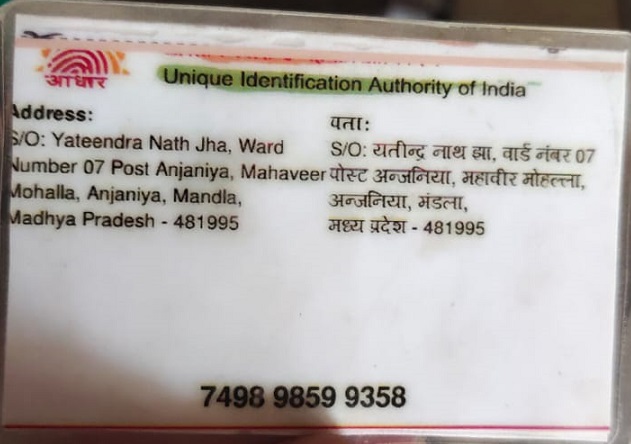 आधार
Unique Identification Authority of India
Address:
S/O: Yateendra Nath Jha, Ward
Number 07 Post Anjaniya, Mahaveer
Mohalla, Anjaniya, Mandla,
Madhya Pradesh - 481995
पता:
S/O: यतीन्द्र नाथ झा, वार्ड नंबर 07
पोस्ट अन्जनिया, महावीर मोहल्ला,
अन्जनिया, मंडला,
मध्य प्रदेश - 481995
7498 9859 9358